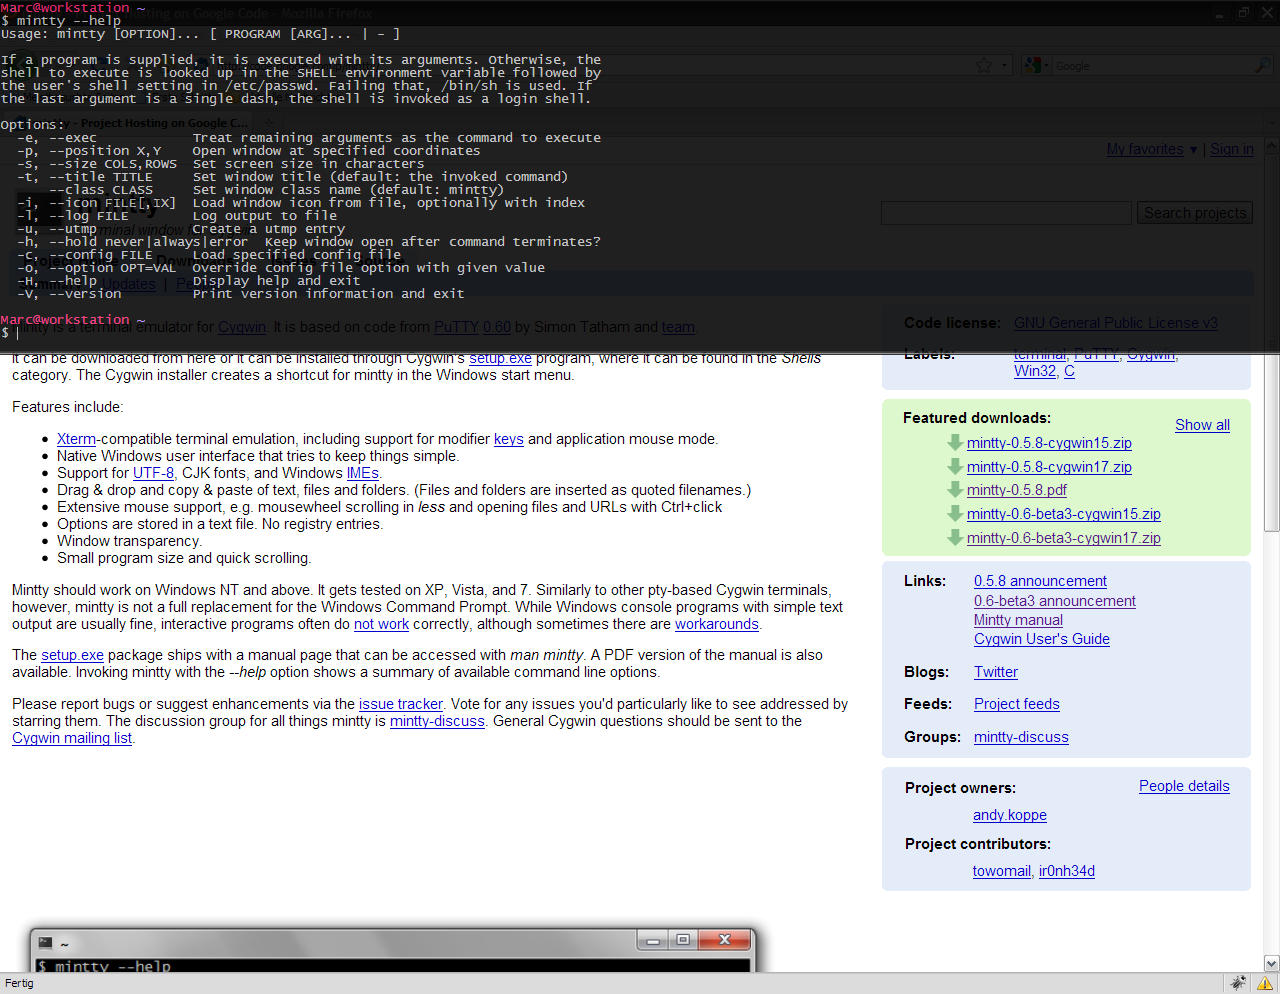 Marc@workstation ~
$ mintty --help
Usage: mintty [OPTION]... [ PROGRAM [ARG]... | - ]
If a program is supplied, it is executed with its arguments. Otherwise, the
shell to execute is looked up in the SHELL environment variable followed by
the user's shell setting in /etc/passwd. Failing that, /bin/sh is used. If
the last argument is a single dash, the shell is invoked as a login shell.
Options:
-e, --exec Treat remaining arguments as the command to execute
-p, --position X,Y Open window at specified coordinates
-s, --size COLS,ROWS Set screen size in characters
-t, --title TITLE Set window title (default: the invoked command)
--class CLASS Set window class name (default: mintty)
-i, --icon FILE[,IX] Load window icon from file, optionally with index
-l, --log FILE Log output to file
-u, --utmp Create a utmp entry
-h, --hold never|always|error Keep window open after command terminates?
-c, --config FILE Load specified config file
-o, --option OPT=VAL Override config file option with given value
-H, --help Display help and exit
-V, --version Print version information and exit
Marc@workstation ~
$
hosting on Google Code - Mozilla Firefox
Google
- Project Hosting on Google C...
My favorites ▼ | Sign in
Search projects
Updates
mintty is a terminal emulator for Cygwin. It is based on code from PuTTY 0.60 by Simon Tatham and team.
It can be downloaded from here or it can be installed through Cygwin's setup.exe program, where it can be found in the Shells
category. The Cygwin installer creates a shortcut for mintty in the Windows start menu.
Features include:
• Xterm-compatible terminal emulation, including support for modifier keys and application mouse mode.
• Native Windows user interface that tries to keep things simple.
• Support for UTF-8, CJK fonts, and Windows IMEs.
• Drag & drop and copy & paste of text, files and folders. (Files and folders are inserted as quoted filenames.)
• Extensive mouse support, e.g. mousewheel scrolling in less and opening files and URLs with Ctrl+click
• Options are stored in a text file. No registry entries.
• Window transparency.
• Small program size and quick scrolling.
Mintty should work on Windows NT and above. It gets tested on XP, Vista, and 7. Similarly to other pty-based Cygwin terminals,
however, mintty is not a full replacement for the Windows Command Prompt. While Windows console programs with simple text
output are usually fine, interactive programs often do not work correctly, although sometimes there are workarounds.
The setup.exe package ships with a manual page that can be accessed with man mintty. A PDF version of the manual is also
available. Invoking mintty with the --help option shows a summary of available command line options.
Please report bugs or suggest enhancements via the issue tracker. Vote for any issues you'd particularly like to see addressed by
starring them. The discussion group for all things mintty is mintty-discuss. General Cygwin questions should be sent to the
Cygwin mailing list.
Code license: GNU General Public License v3
Labels: terminal, PuTTY, Cygwin,
Win32, C
Featured downloads:
Show all
mintty-0.5.8-cygwin15.zip
mintty-0.5.8-cygwin17.zip
mintty-0.5.8.pdf
mintty-0.6-beta3-cygwin15.zip
mintty-0.6-beta3-cygwin17.zip
Links: 0.5.8 announcement
0.6-beta3 announcement
Mintty manual
Cygwin User's Guide
Blogs: Twitter
Feeds: Project feeds
Groups: mintty-discuss
Project owners:
People details
andy.koppe
Project contributors:
towomail, ir0nh34d
~
$ mintty --help
Fertig